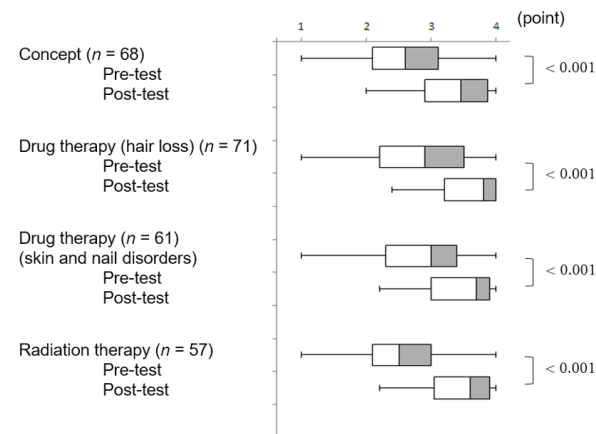 (point)
1 2 3 4
Concept (n = 68)
Pre-test
Post-test
< 0.001
Drug therapy (hair loss) (n = 71)
Pre-test
Post-test
< 0.001
Drug therapy (n = 61)
(skin and nail disorders)
Pre-test
Post-test
< 0.001
Radiation therapy (n = 57)
Pre-test
Post-test
< 0.001